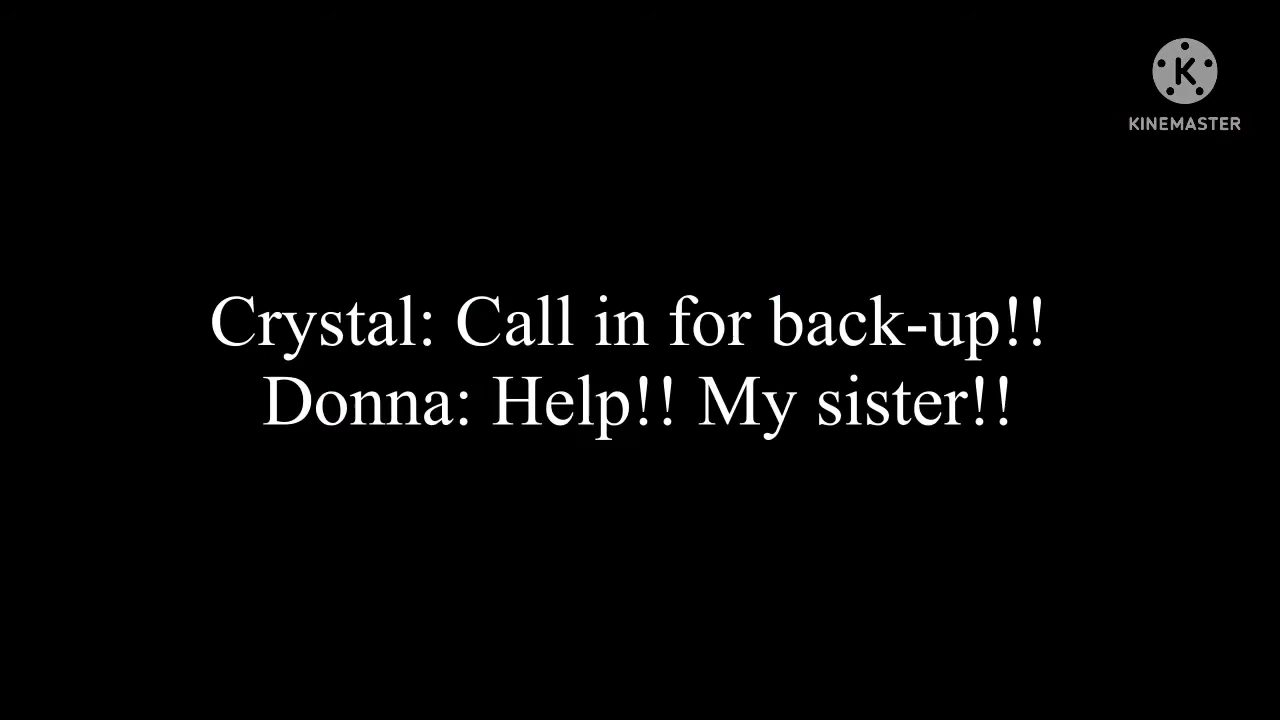 K
KINEMASTER
Crystal: Call in for back-up!!
Donna: Help!! My sister!!